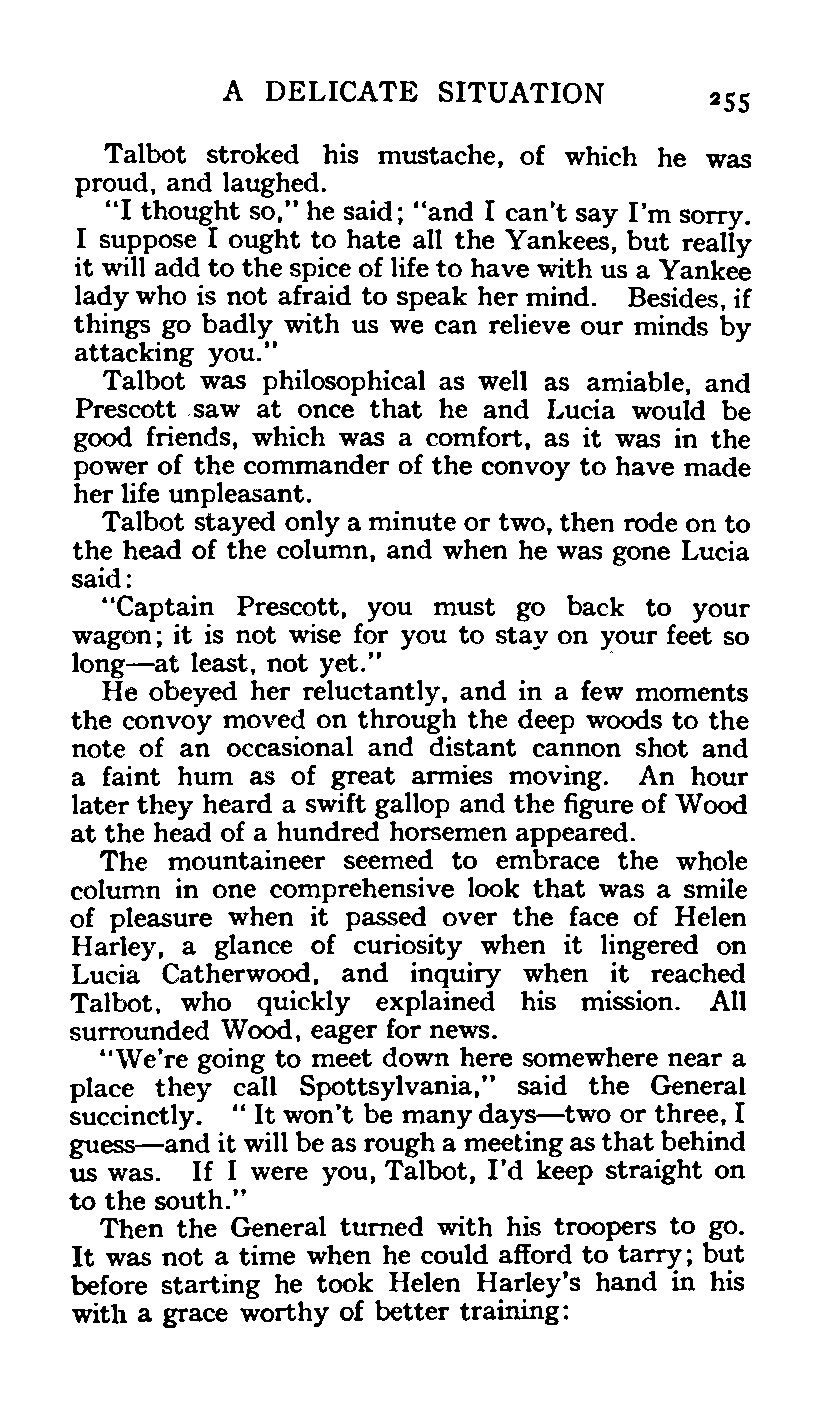 A DELICATE SITUATION 255
Talbot stroked his mustache, of which he was
proud, and laughed.
"I thought so," he said; "and I can't say I'm sorry.
I suppose I ought to hate all the Yankees, but really
it will add to the spice of life to have with us a Yankee
lady who is not afraid to speak her mind. Besides, if
things go badly with us we can relieve our minds by
attacking you."
Talbot was philosophical as well as amiable, and
Prescott saw at once that he and Lucia would be
good friends, which was a comfort, as it was in the
power of the commander of the convoy to have made
her life unpleasant.
Talbot stayed only a minute or two, then rode on to
the head of the column, and when he was gone Lucia
said:
"Captain Prescott, you must go back to your
wagon; it is not wise for you to stay on your feet so
long—at least, not yet."
He obeyed her reluctantly, and in a few moments
the convoy moved on through the deep woods to the
note of an occasional and distant cannon shot and
a faint hum as of great armies moving. An hour
later they heard a swift gallop and the figure of Wood
at the head of a hundred horsemen appeared.
The mountaineer seemed to embrace the whole
column in one comprehensive look that was a smile
of pleasure when it passed over the face of Helen
Harley, a glance of curiosity when it lingered on
Lucia Catherwood, and inquiry when it reached
Talbot, who quickly explained his mission. All
surrounded Wood, eager for news.
"We're going to meet down here somewhere near a
place they call Spottsylvania," said the General
succinctly. "It won't be many days—two or three, I
guess—and it will be as rough a meeting as that behind
us was. If I were you, Talbot, I'd keep straight on
to the south."
Then the General turned with his troopers to go.
It was not a time when he could afford to tarry; but
before starting he took Helen Harley's hand in his
with a grace worthy of better training: